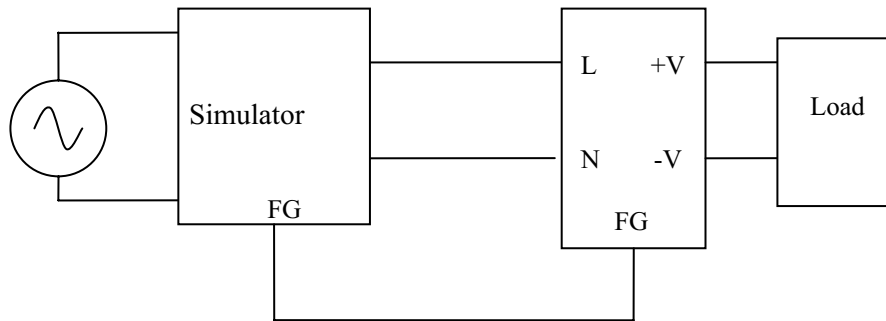 Simulator
FG
L +V
N -V
FG
Load